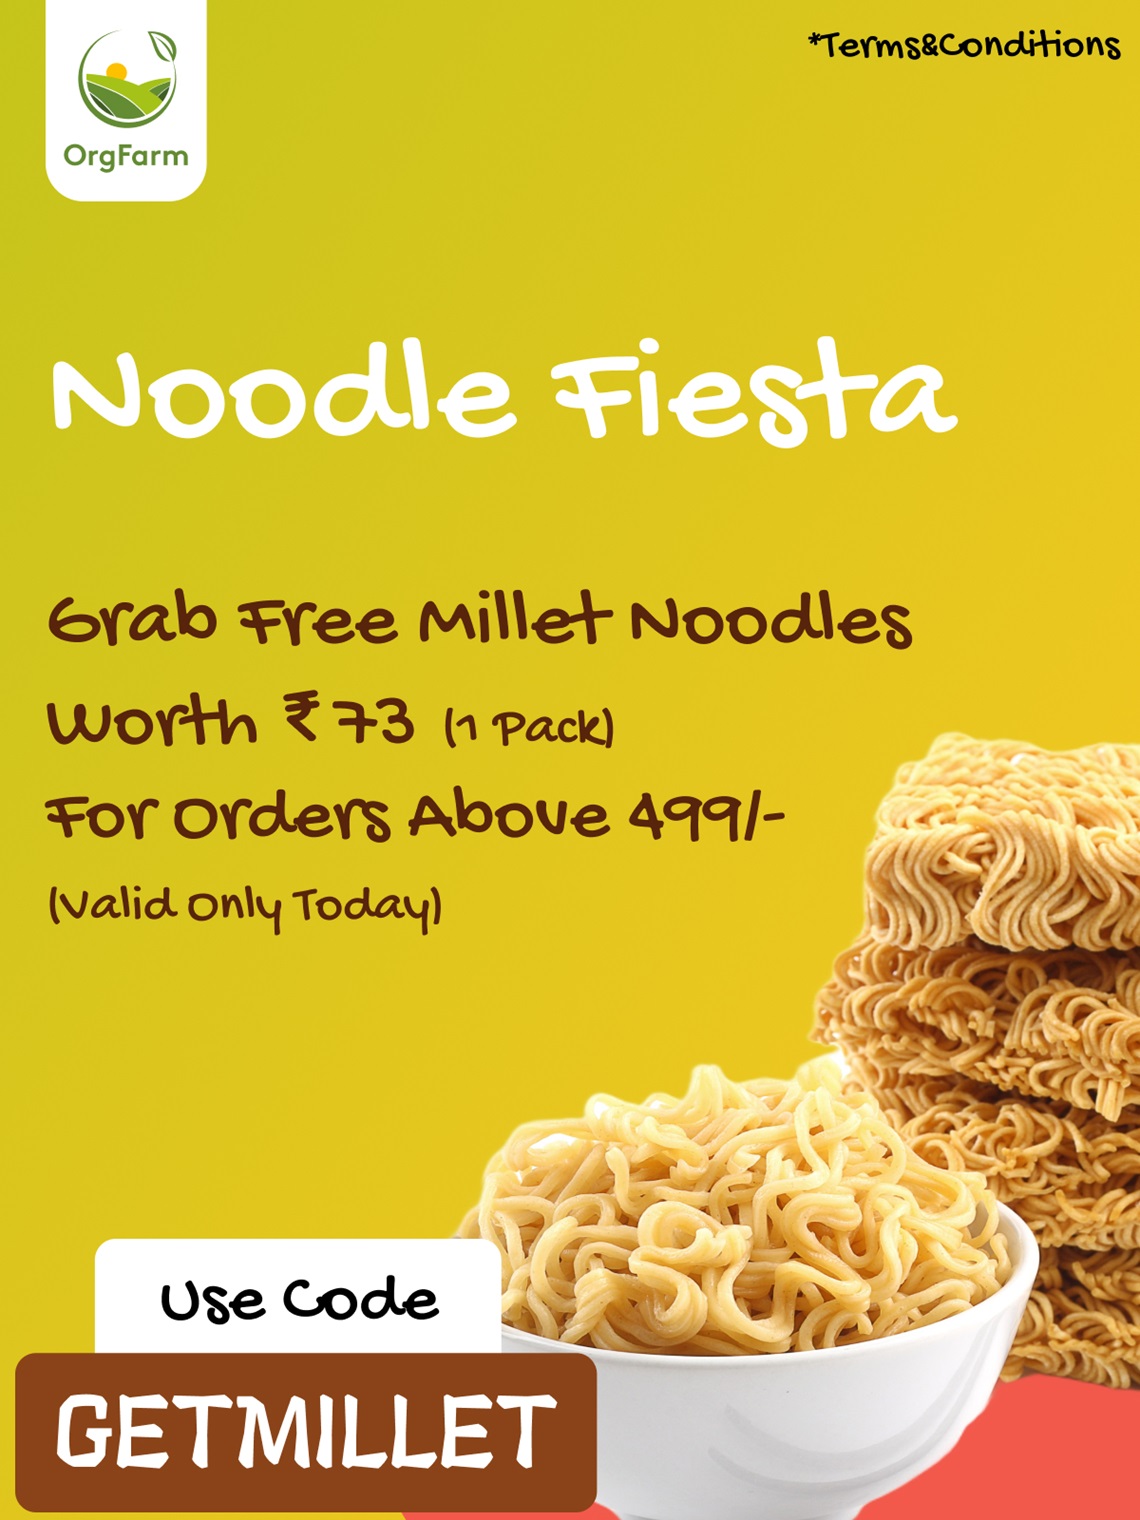 OrgFarm
*Terms&Conditions
Noodle Fiesta
Grab Free Millet Noodles
Worth ₹73 (1 Pack)
For Orders Above 499/-
(Valid Only Today)
Use Code
GETMILLET